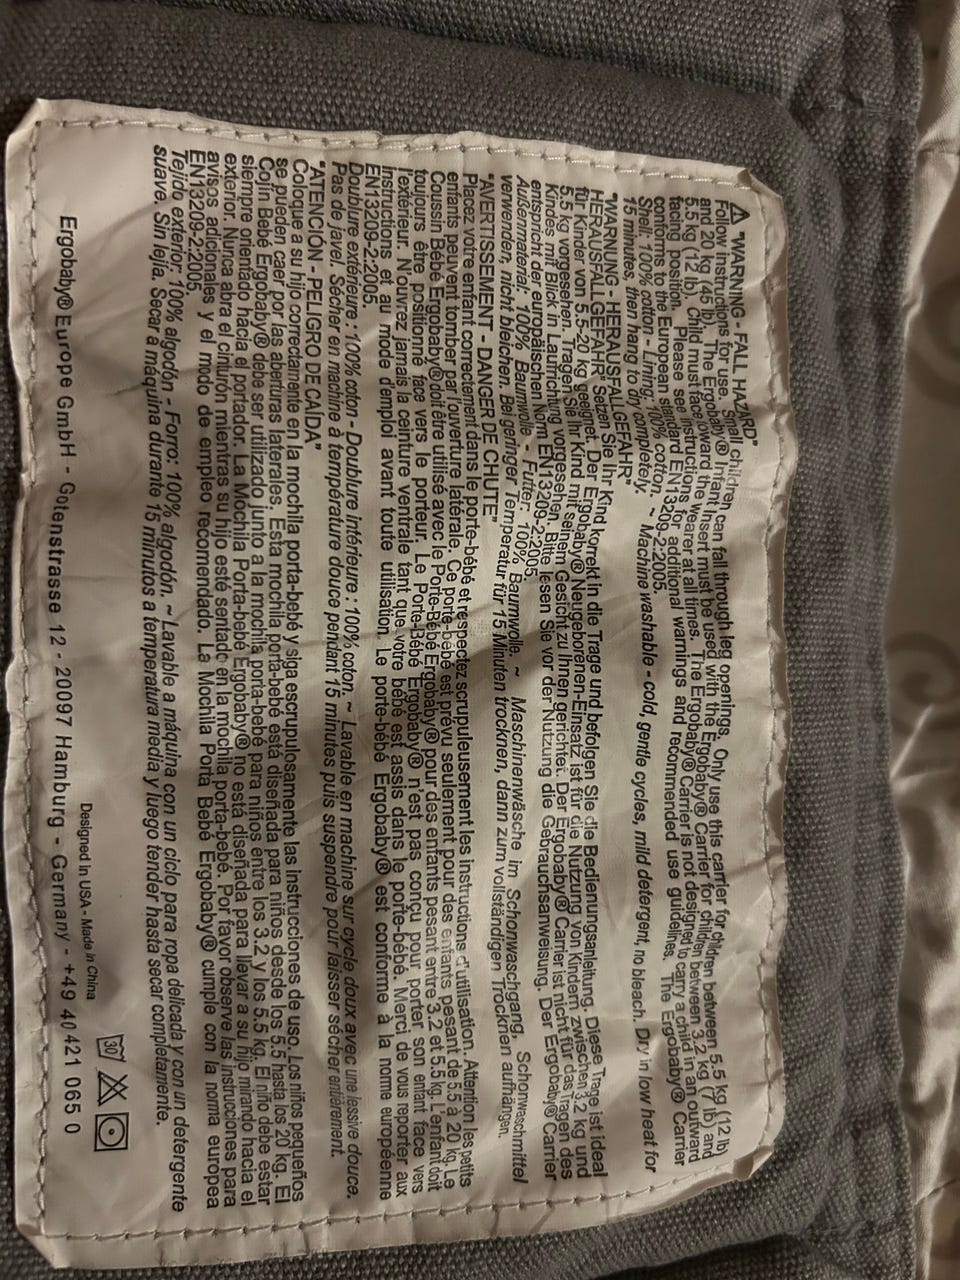 ⚠ "WARNING - FALL HAZARD"
Follow instructions for use. Small children can fall through leg openings. Only use this carrier for children between 5,5 kg (12 lb)
and 20 kg (45 lb). The Ergobaby® Infant Insert must be used with the Ergobaby® Carrier for children between 3.2 kg (7 lb) and
5,5 kg (12 lb). Child must face toward the wearer at all times. The Ergobaby® Carrier is not designed to carry a child in an outward
facing position. Please see instructions for additional warnings and recommended use guidelines. The Ergobaby® Carrier
conforms to the European standard EN13209-2:2005.
Shell: 100% cotton - Lining: 100% cotton. ~ Machine washable - cold, gentle cycles, mild detergent, no bleach. Dry in low heat for
15 minutes, then hang to dry completely.
"WARNUNG - HERAUSFALLGEFAHR"
HERAUSFALLGEFAHR Setzen Sie Ihr Kind korrekt in die Trage und befolgen Sie die Bedienungsanleitung. Diese Trage ist ideal
für Kinder von 5.5-20 kg geeignet. Der Ergobaby® Neugeborenen-Einsatz ist für die Nutzung von Kindern zwischen 3.2 kg und
5,5 kg vorgesehen. Tragen Sie Ihr Kind mit seinem Gesicht zu Ihnen gerichtet. Der Ergobaby® Carrier ist nicht für das Tragen des
Kindes mit Blick in Laufrichtung vorgesehen. Bitte lesen Sie vor der Nutzung die Gebrauchsanweisung. Der Ergobaby® Carrier
entspricht der europäischen Norm EN13209-2:2005.
Außenmaterial: 100% Baumwolle - Futter: 100% Baumwolle. ~ Maschinenwäsche im Schonwaschgang, Schonwaschmittel
verwenden, nicht bleichen. Bei geringer Temperatur für 15 Minuten trocknen, dann zum vollständigen Trocknen aufhängen.
"AVERTISSEMENT - DANGER DE CHUTE"
Placez votre enfant correctement dans le porte-bébé et respectez scrupuleusement les instructions d'utilisation. Attention les petits
enfants peuvent tomber par l'ouverture latérale. Ce porte-bébé est prévu seulement pour des enfants pesant de 5,5 à 20 kg. Le
Coussin Bébé Ergobaby® doit être utilisé avec le Porte-Bébé Ergobaby® pour des enfants pesant entre 3.2 et 5,5 kg. L'enfant doit
toujours être positionné face vers le porteur. Le Porte-Bébé Ergobaby® n'est pas conçu pour porter son enfant face vers
l'extérieur. N'ouvrez jamais la ceinture ventrale tant que votre bébé est assis dans le porte-bébé. Merci de vous reporter aux
Instructions et au mode d'emploi avant toute utilisation. Le porte-bébé Ergobaby® est conforme à la norme européenne
EN13209-2:2005.
Doublure extérieure : 100% coton - Doublure intérieure : 100% coton. ~ Lavable en machine sur cycle doux avec une lessive douce.
Pas de javel. Sécher en machine à température douce pendant 15 minutes puis suspendre pour laisser sécher entièrement.
"ATENCIÓN - PELIGRO DE CAÍDA"
Coloque a su hijo correctamente en la mochila porta-bebé y siga escrupulosamente las instrucciones de uso. Los niños pequeños
se pueden caer por las aberturas laterales. Esta mochila porta-bebé está diseñada para niños desde los 5,5 hasta los 20 kg. El
Cojín Bebé Ergobaby® debe ser utilizado junto a la mochila porta-bebé para niños entre los 3.2 y los 5,5 kg. El niño debe estar
siempre orientado hacia el portador. La Mochila Porta-bebé Ergobaby® no está diseñada para llevar a su hijo mirando hacia el
exterior. Nunca abra el cinturón mientras su hijo esté sentado en la mochila porta-bebé. Por favor observe las instrucciones para
avisos adicionales y el modo de empleo recomendado. La Mochila Porta Bebé Ergobaby® cumple con la norma europea
EN13209-2:2005.
Tejido exterior: 100% algodón - Forro: 100% algodón. ~ Lavable a máquina con un ciclo para ropa delicada y con un detergente
suave. Sin lejía. Secar a máquina durante 15 minutos a temperatura media y luego tender hasta secar completamente.
Designed In USA - Made in China
30
Ergobaby® Europe GmbH - Gotenstrasse 12 - 20097 Hamburg - Germany - +49 40 421 065 0